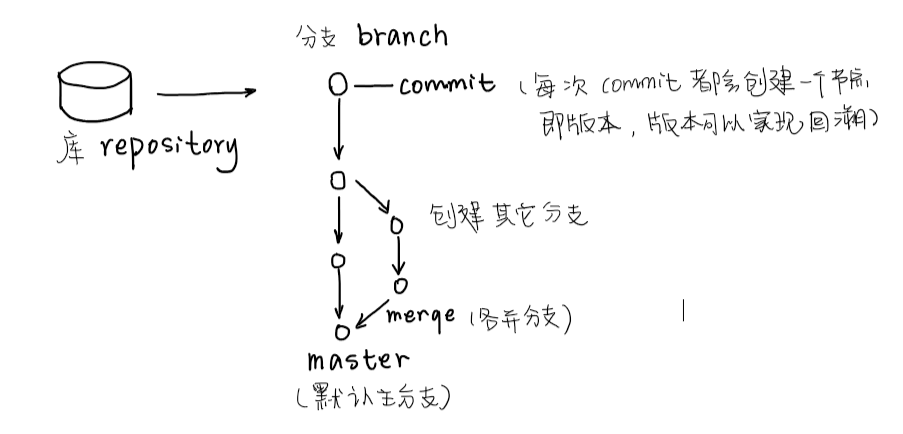 分支 branch
commit (每次 commit 都会创建一个节点,
即版本,版本可以实现回溯)
库 repository
创建其它分支
merge (合并分支)
master
(默认主分支)